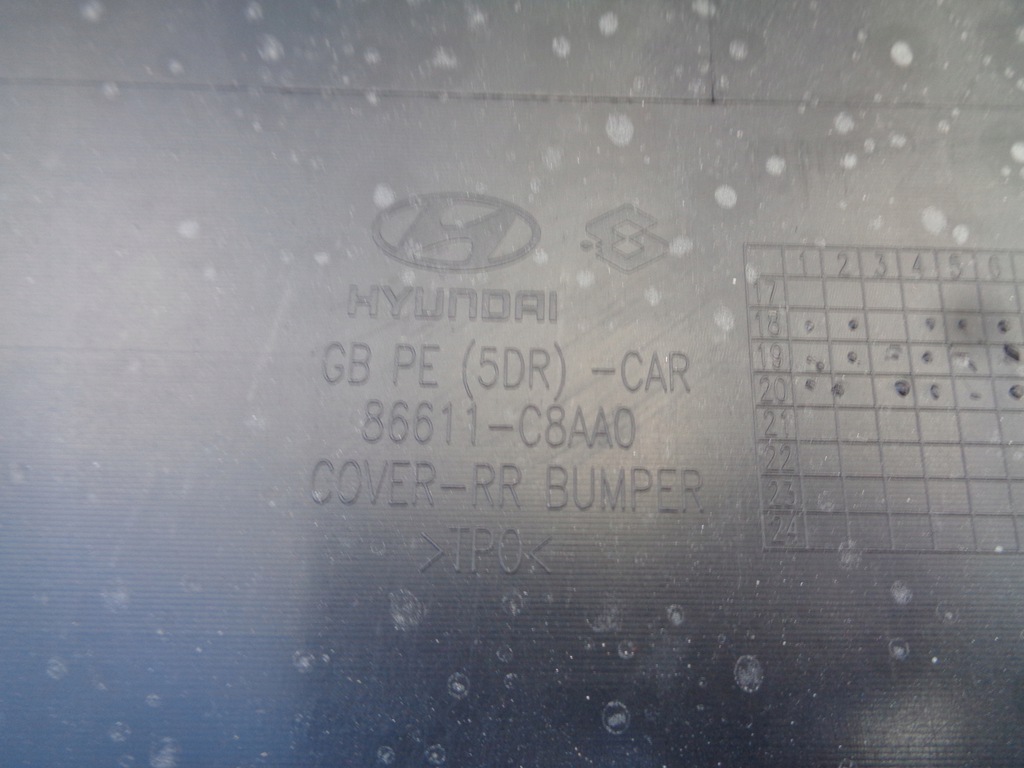 HYUNDAI
GB PE (5DR) -CAR
86611-C8AA0
COVER-RR BUMPER
>TPO<
1 2 3 4 5 6
17
18
19
20
21
22
23
24